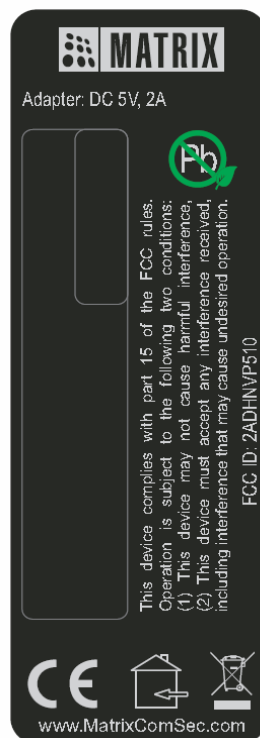 MATRIX
Adapter: DC 5V, 2A
Pb
This device complies with part 15 of the FCC rules.
Operation is subject to the following two conditions:
(1) This device may not cause harmful interference,
(2) This device must accept any interference received,
including interference that may cause undesired operation.
FCC ID: 2ADHNVP510
CE
www.MatrixComSec.com